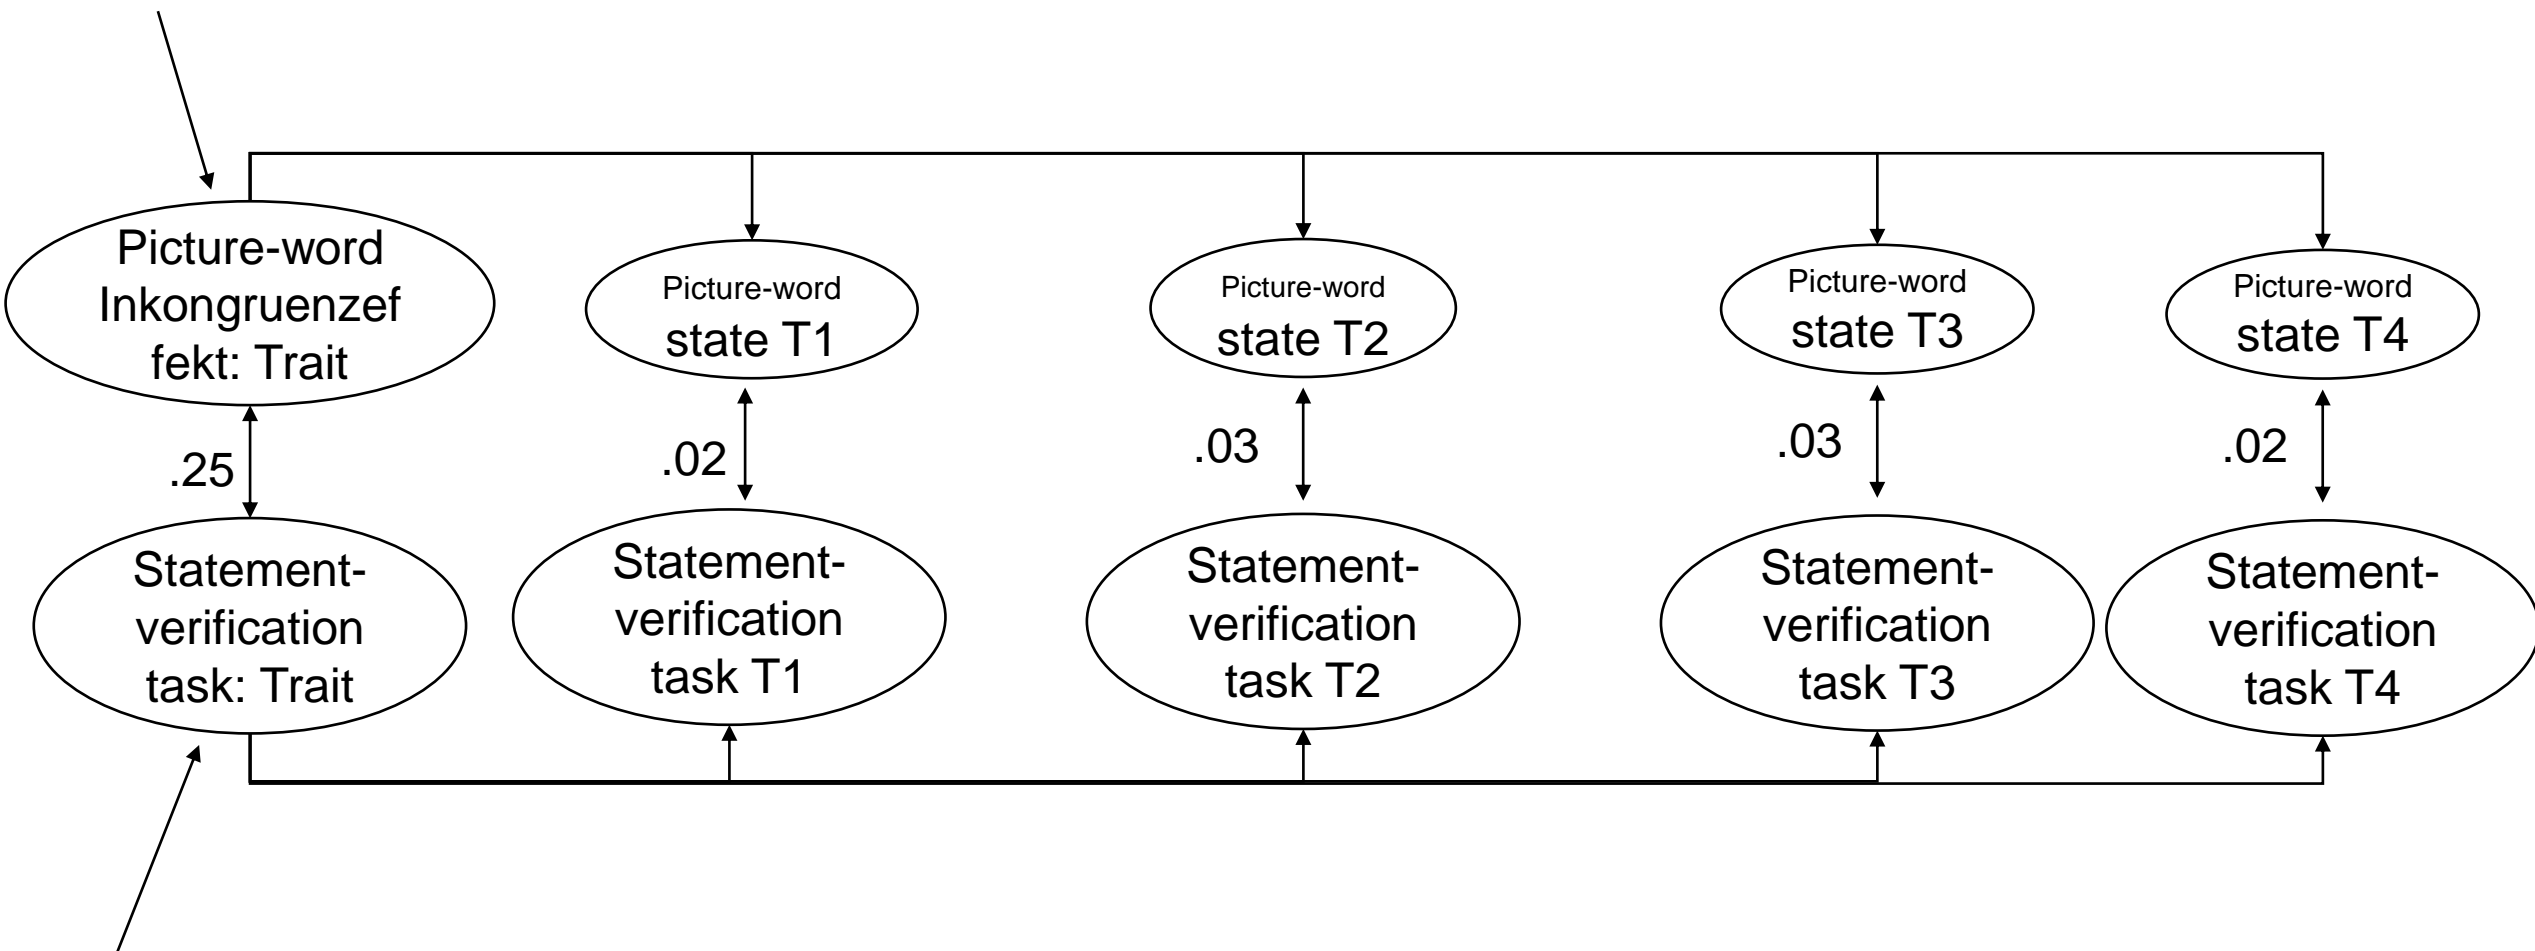 Picture-word
Inkongruenzef
fekt: Trait
Picture-word
state T1
Picture-word
state T2
Picture-word
state T3
Picture-word
state T4
.25
.02
.03
.03
.02
Statement-
verification
task: Trait
Statement-
verification
task T1
Statement-
verification
task T2
Statement-
verification
task T3
Statement-
verification
task T4